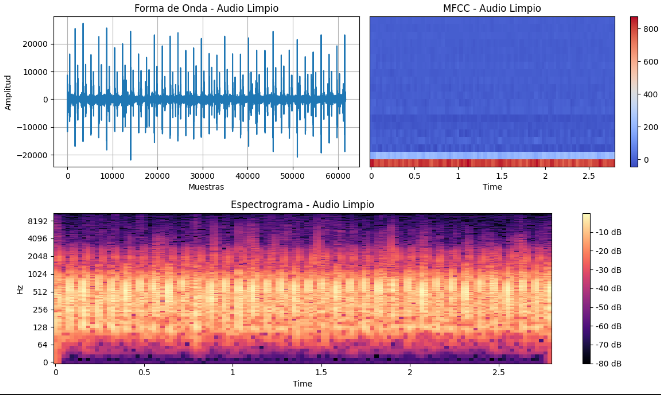 Forma de Onda - Audio Limpio
20000
10000
0
-10000
-20000
Amplitud
0 10000 20000 30000 40000 50000 60000
Muestras
MFCC - Audio Limpio
800
600
400
200
0
0 0.5 1 1.5 2 2.5
Time
Espectrograma - Audio Limpio
8192
4096
2048
1024
512
256
128
64
0
Hz
0 0.5 1 1.5 2 2.5
Time
-10 dB
-20 dB
-30 dB
-40 dB
-50 dB
-60 dB
-70 dB
-80 dB